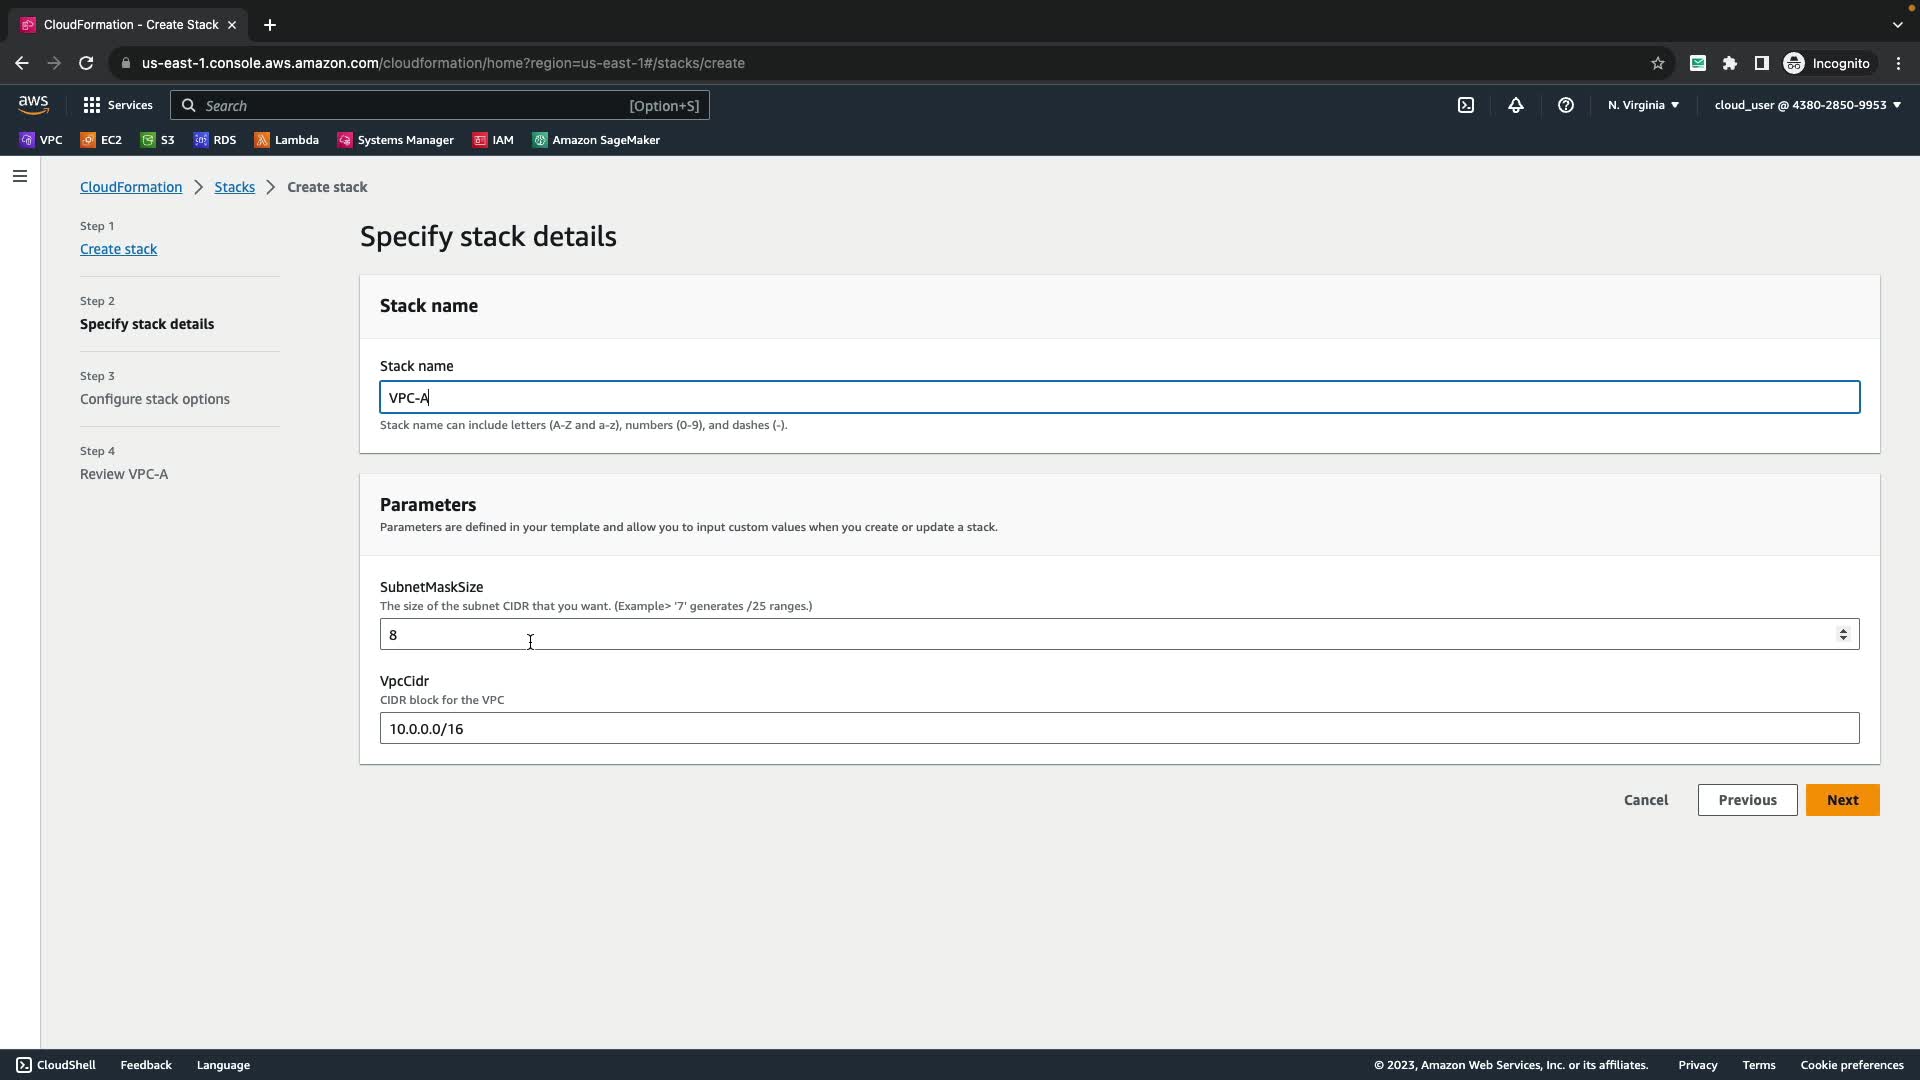 CloudFormation - Create Stack
us-east-1.console.aws.amazon.com/cloudformation/home?region=us-east-1#/stacks/create
Incognito
aws
Services
Search
[Option+S]
N. Virginia
cloud_user @ 4380-2850-9953
VPC
EC2
S3
RDS
Lambda
Systems Manager
IAM
Amazon SageMaker
CloudFormation
Stacks
Create stack
Step 1
Create stack
Step 2
Specify stack details
Step 3
Configure stack options
Step 4
Review VPC-A
Specify stack details
Stack name
Stack name
VPC-A
Stack name can include letters (A-Z and a-z), numbers (0-9), and dashes (-).
Parameters
Parameters are defined in your template and allow you to input custom values when you create or update a stack.
SubnetMaskSize
The size of the subnet CIDR that you want. (Example> '7' generates /25 ranges.)
8
VpcCidr
CIDR block for the VPC
10.0.0.0/16
Cancel
Previous
Next
CloudShell
Feedback
Language
© 2023, Amazon Web Services, Inc. or its affiliates.
Privacy
Terms
Cookie preferences